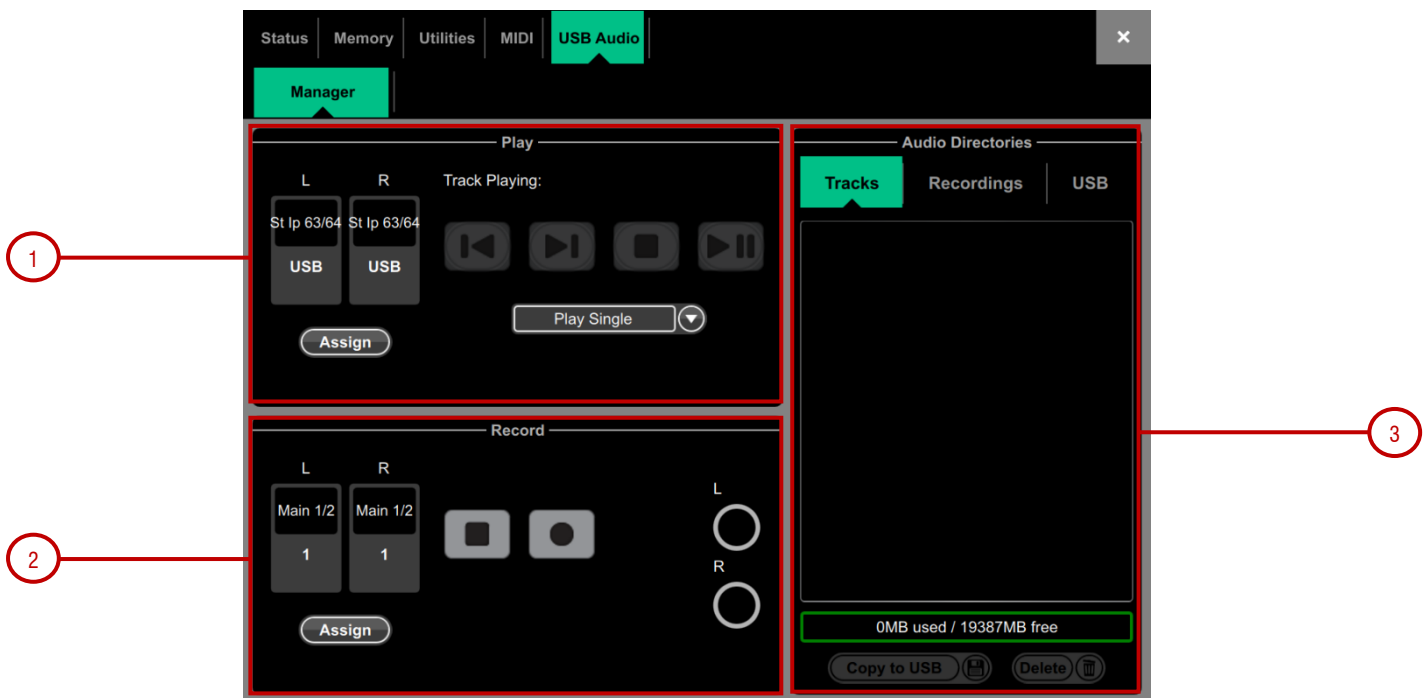 Status Memory Utilities MIDI USB Audio ×
Manager
Play
L R Track Playing:
St Ip 63/64 St Ip 63/64
USB USB
Play Single
Assign
Record
L R
Main 1/2 Main 1/2
1 1
L
R
Assign
Audio Directories
Tracks Recordings USB
0MB used / 19387MB free
Copy to USB Delete
1
2
3